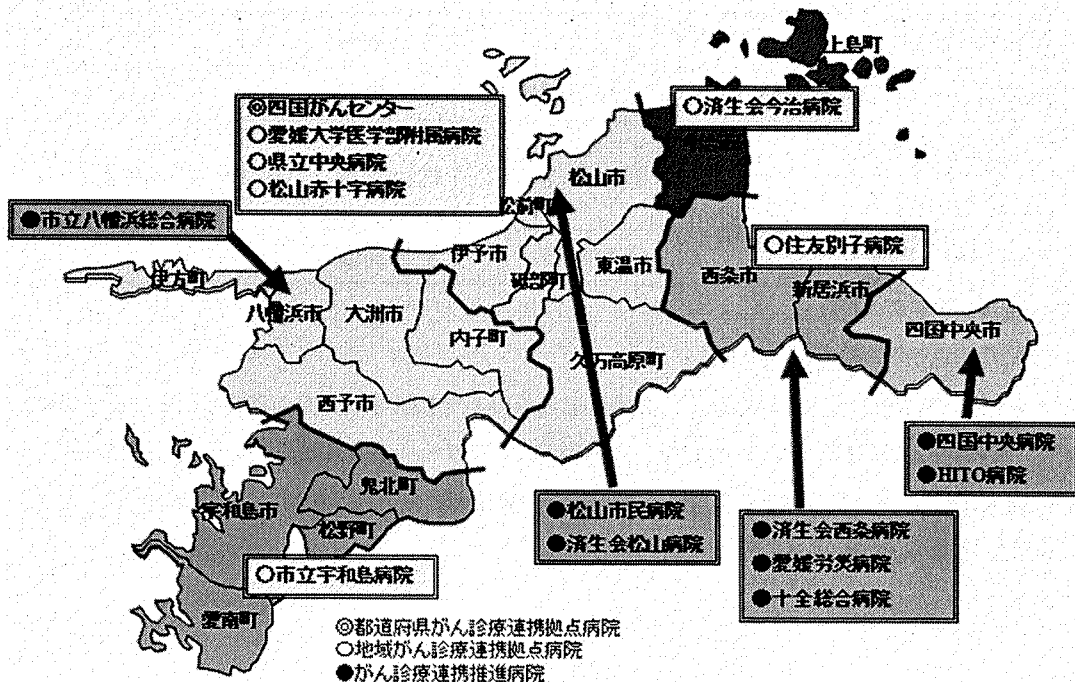 上島町
◎四国がんセンター
○愛媛大学医学部附属病院
○県立中央病院
○松山赤十字病院
○済生会今治病院
松山市
松前町
●市立八幡浜総合病院
○住友別子病院
伊予市
砥部町
東温市
西条市
新居浜市
伊方町
八幡浜市
大洲市
内子町
久万高原町
四国中央市
西予市
●四国中央病院
●HITO病院
鬼北町
宇和島市
松野町
●松山市民病院
●済生会松山病院
●済生会西条病院
●愛媛労災病院
●十全総合病院
○市立宇和島病院
愛南町
◎都道府県がん診療連携拠点病院
○地域がん診療連携拠点病院
●がん診療連携推進病院